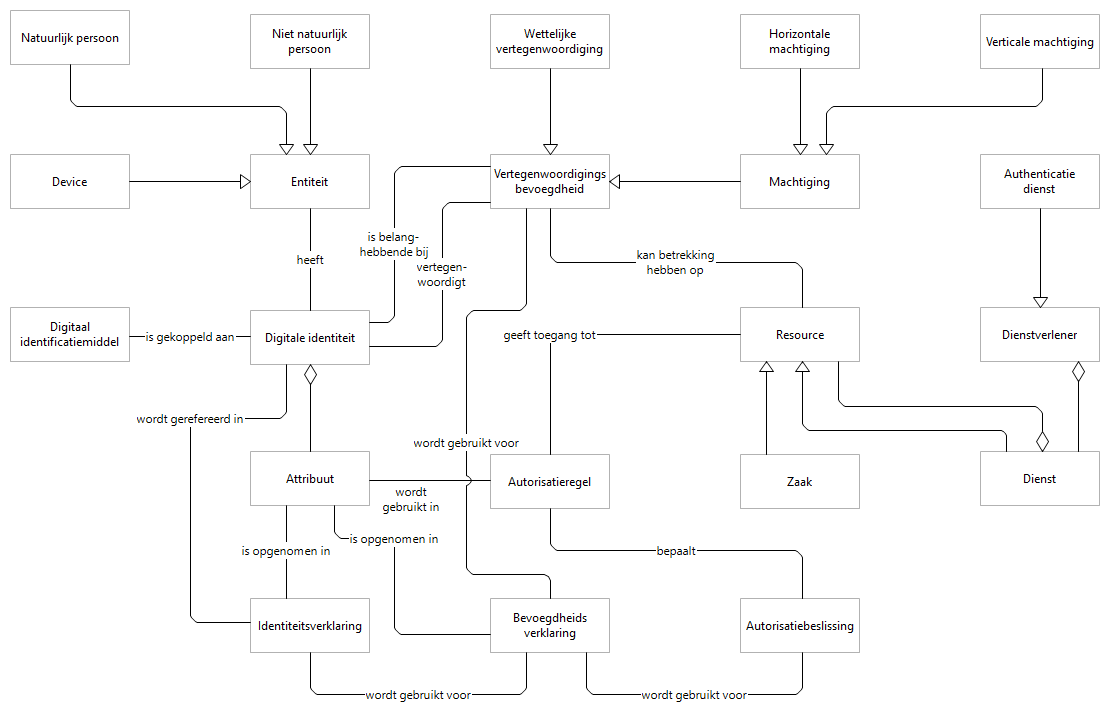 Natuurlijk persoon
Niet natuurlijk
persoon
Wettelijke
vertegenwoordiging
Horizontale
machtiging
Verticale machtiging
Device
Entiteit
Vertegenwoordigings
bevoegdheid
Machtiging
Authenticatie
dienst
is belang-
hebbende bij
heeft
vertegen-
woordigt
kan betrekking
hebben op
Digitaal
identificatiemiddel
is gekoppeld aan
Digitale identiteit
geeft toegang tot
Resource
Dienstverlener
wordt gerefereerd in
wordt gebruikt voor
Attribuut
wordt
gebruikt in
Autorisatieregel
Zaak
Dienst
is opgenomen in
is opgenomen in
bepaalt
Identiteitsverklaring
Bevoegdheids
verklaring
Autorisatiebeslissing
wordt gebruikt voor
wordt gebruikt voor